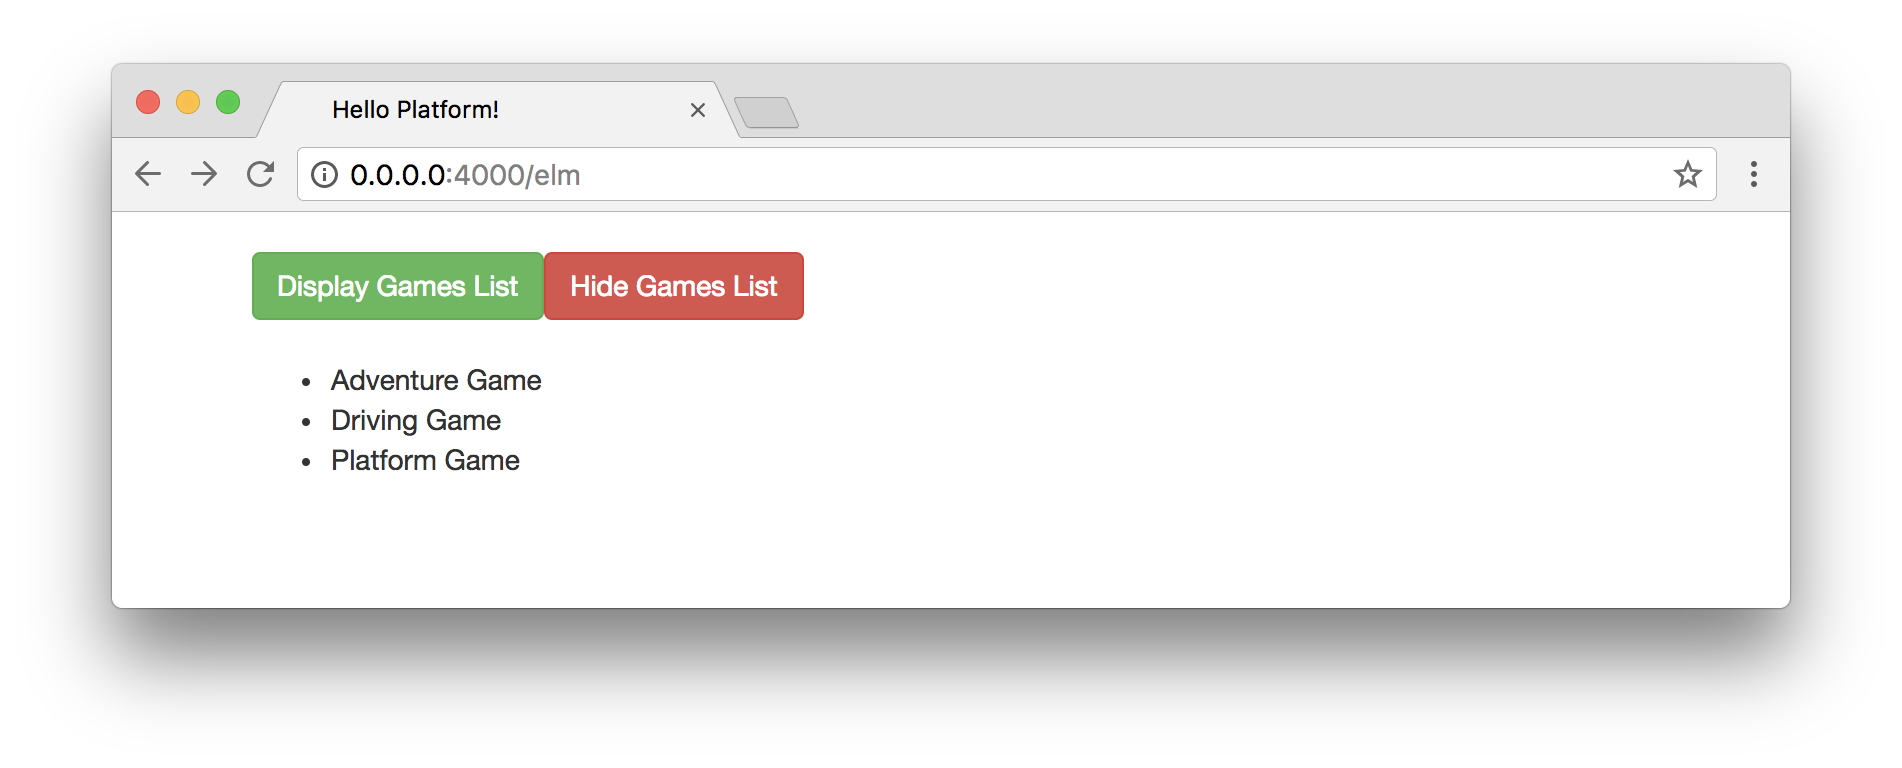 Hello Platform!
0.0.0.0:4000/elm
Display Games List Hide Games List
Adventure Game
Driving Game
Platform Game